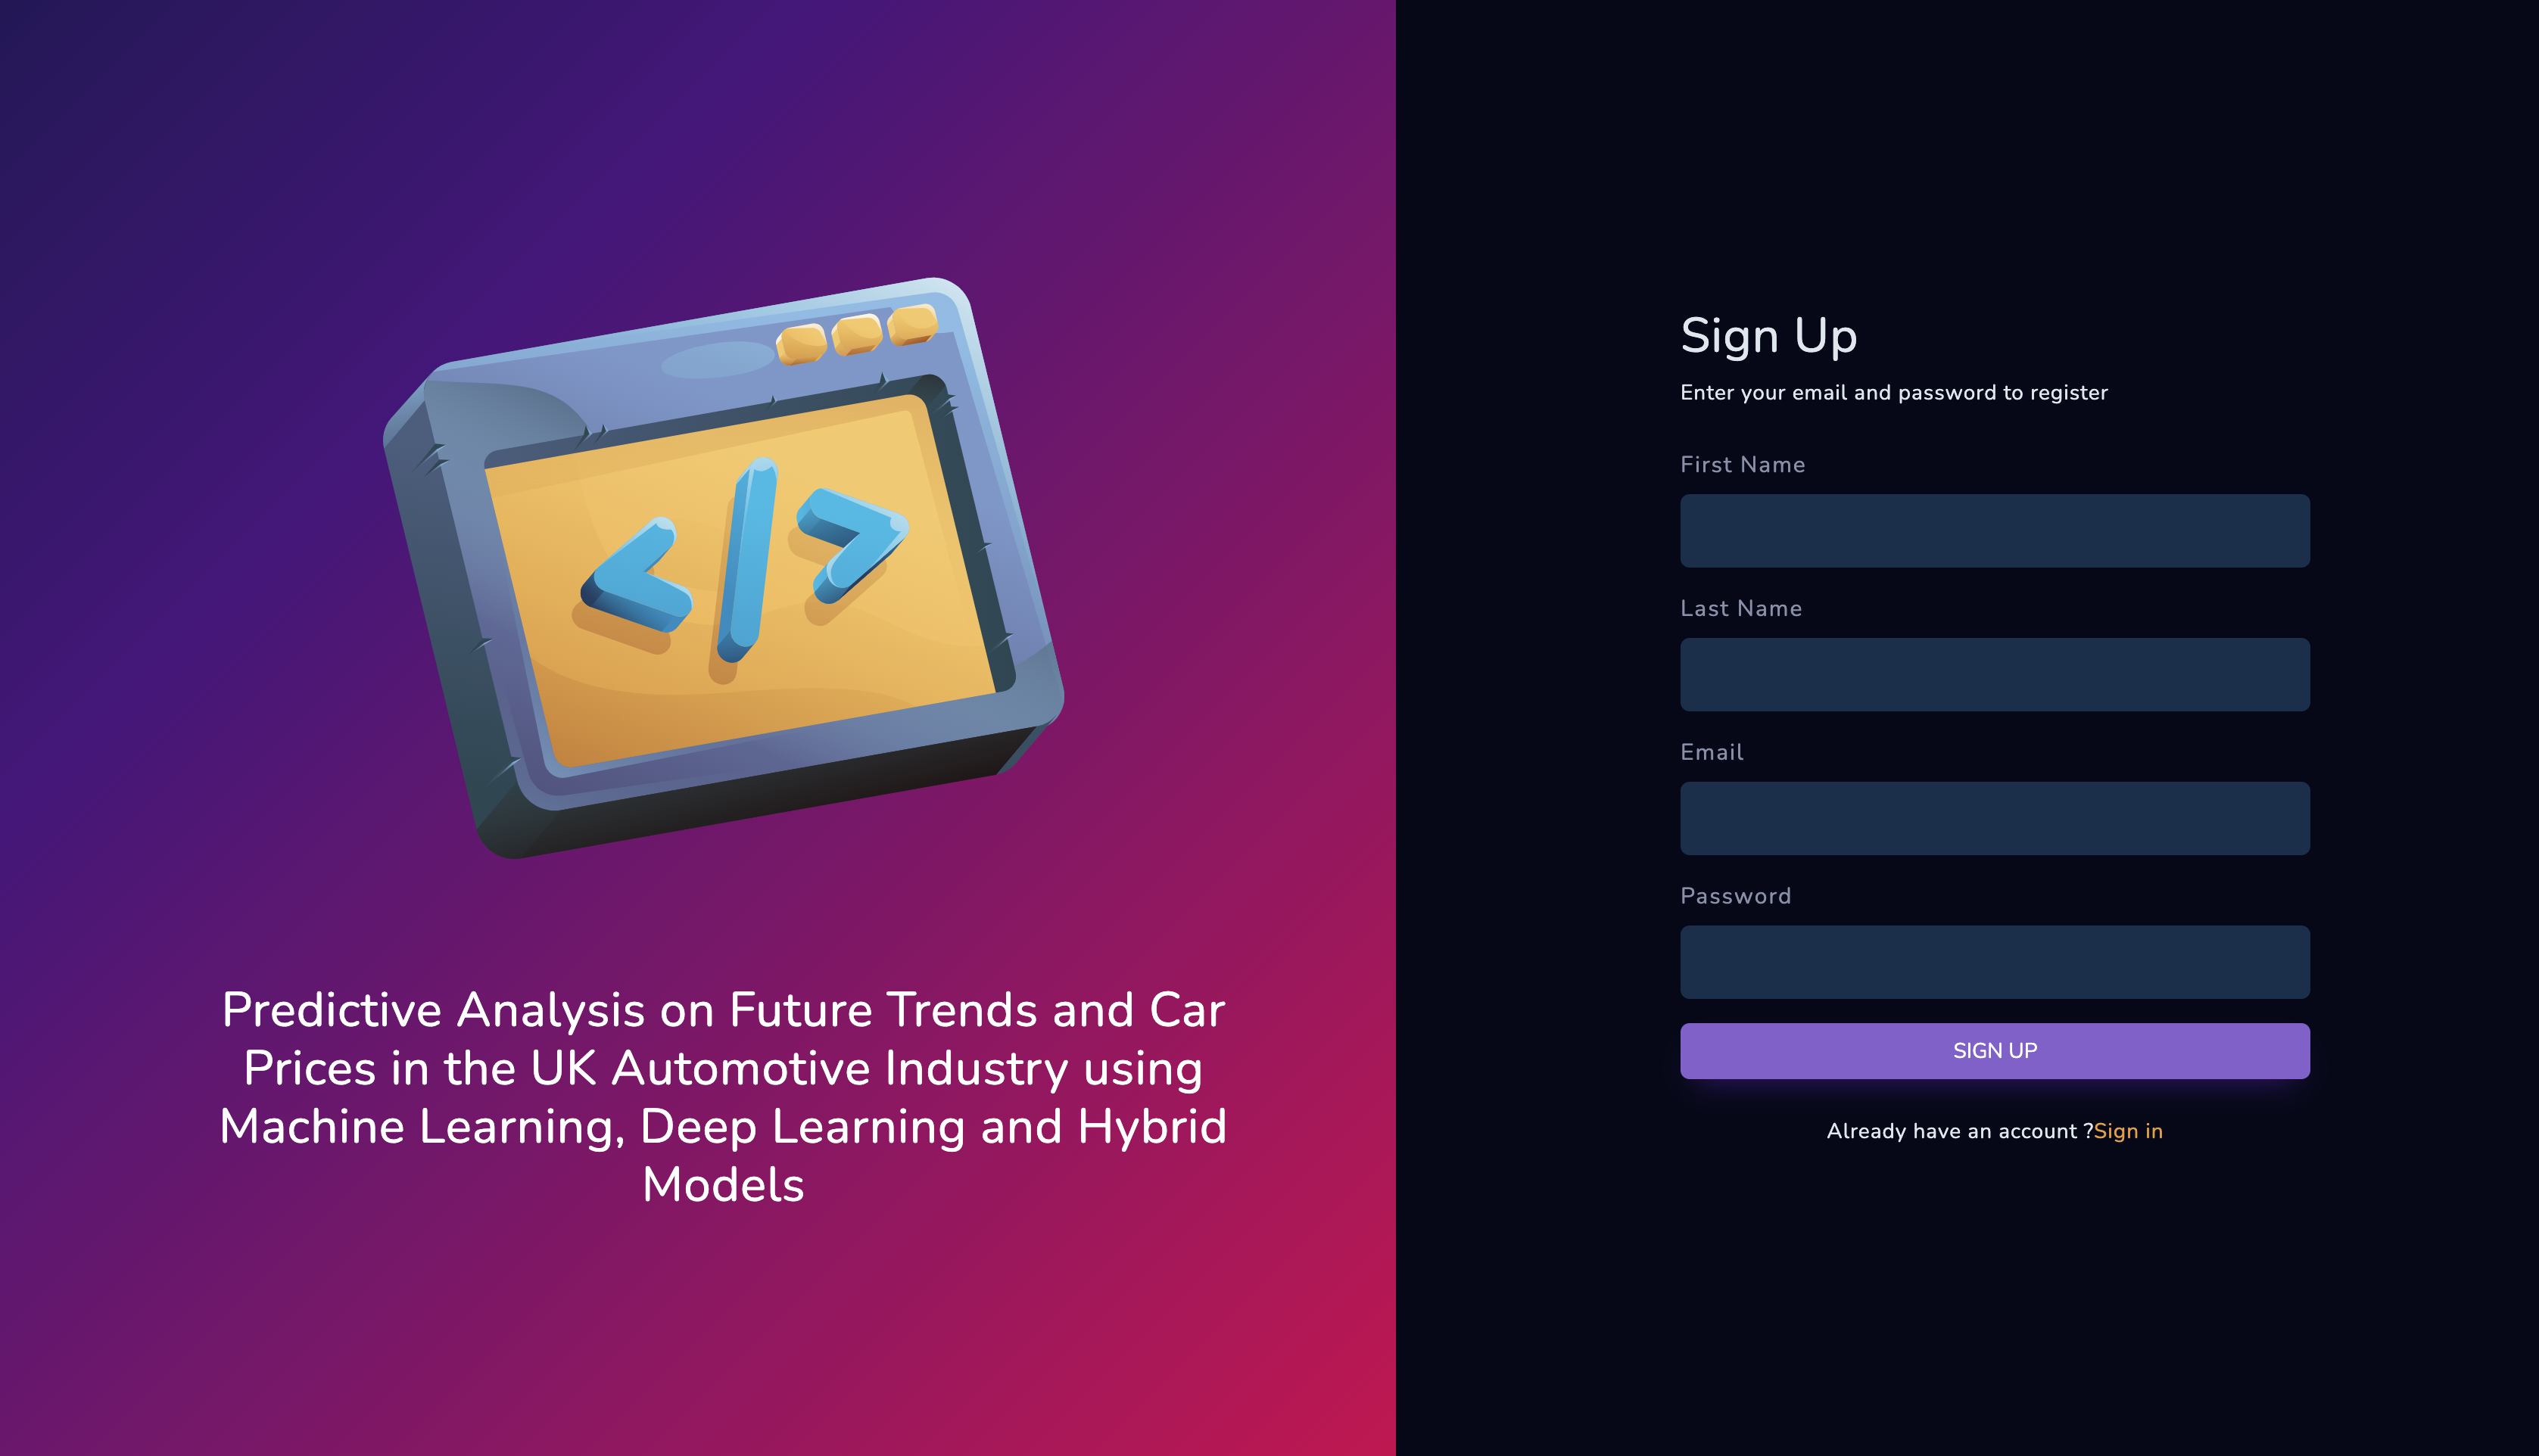 Predictive Analysis on Future Trends and Car
Prices in the UK Automotive Industry using
Machine Learning, Deep Learning and Hybrid
Models
Sign Up
Enter your email and password to register
First Name
Last Name
Email
Password
SIGN UP
Already have an account ?Sign in